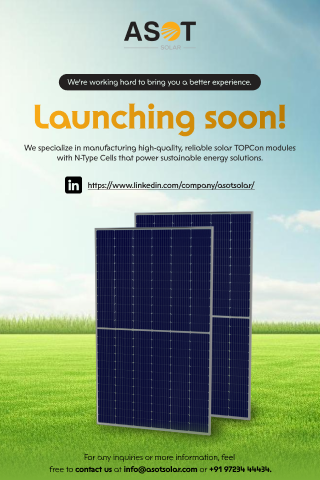 ASOT
SOLAR
We're working hard to bring you a better experience.
Launching soon!
We specialize in manufacturing high-quality, reliable solar TOPCon modules
with N-Type Cells that power sustainable energy solutions.
in https://www.linkedin.com/company/asotsolar/
For any inquiries or more information, feel
free to contact us at info@asotsolar.com or +91 97234 44434.